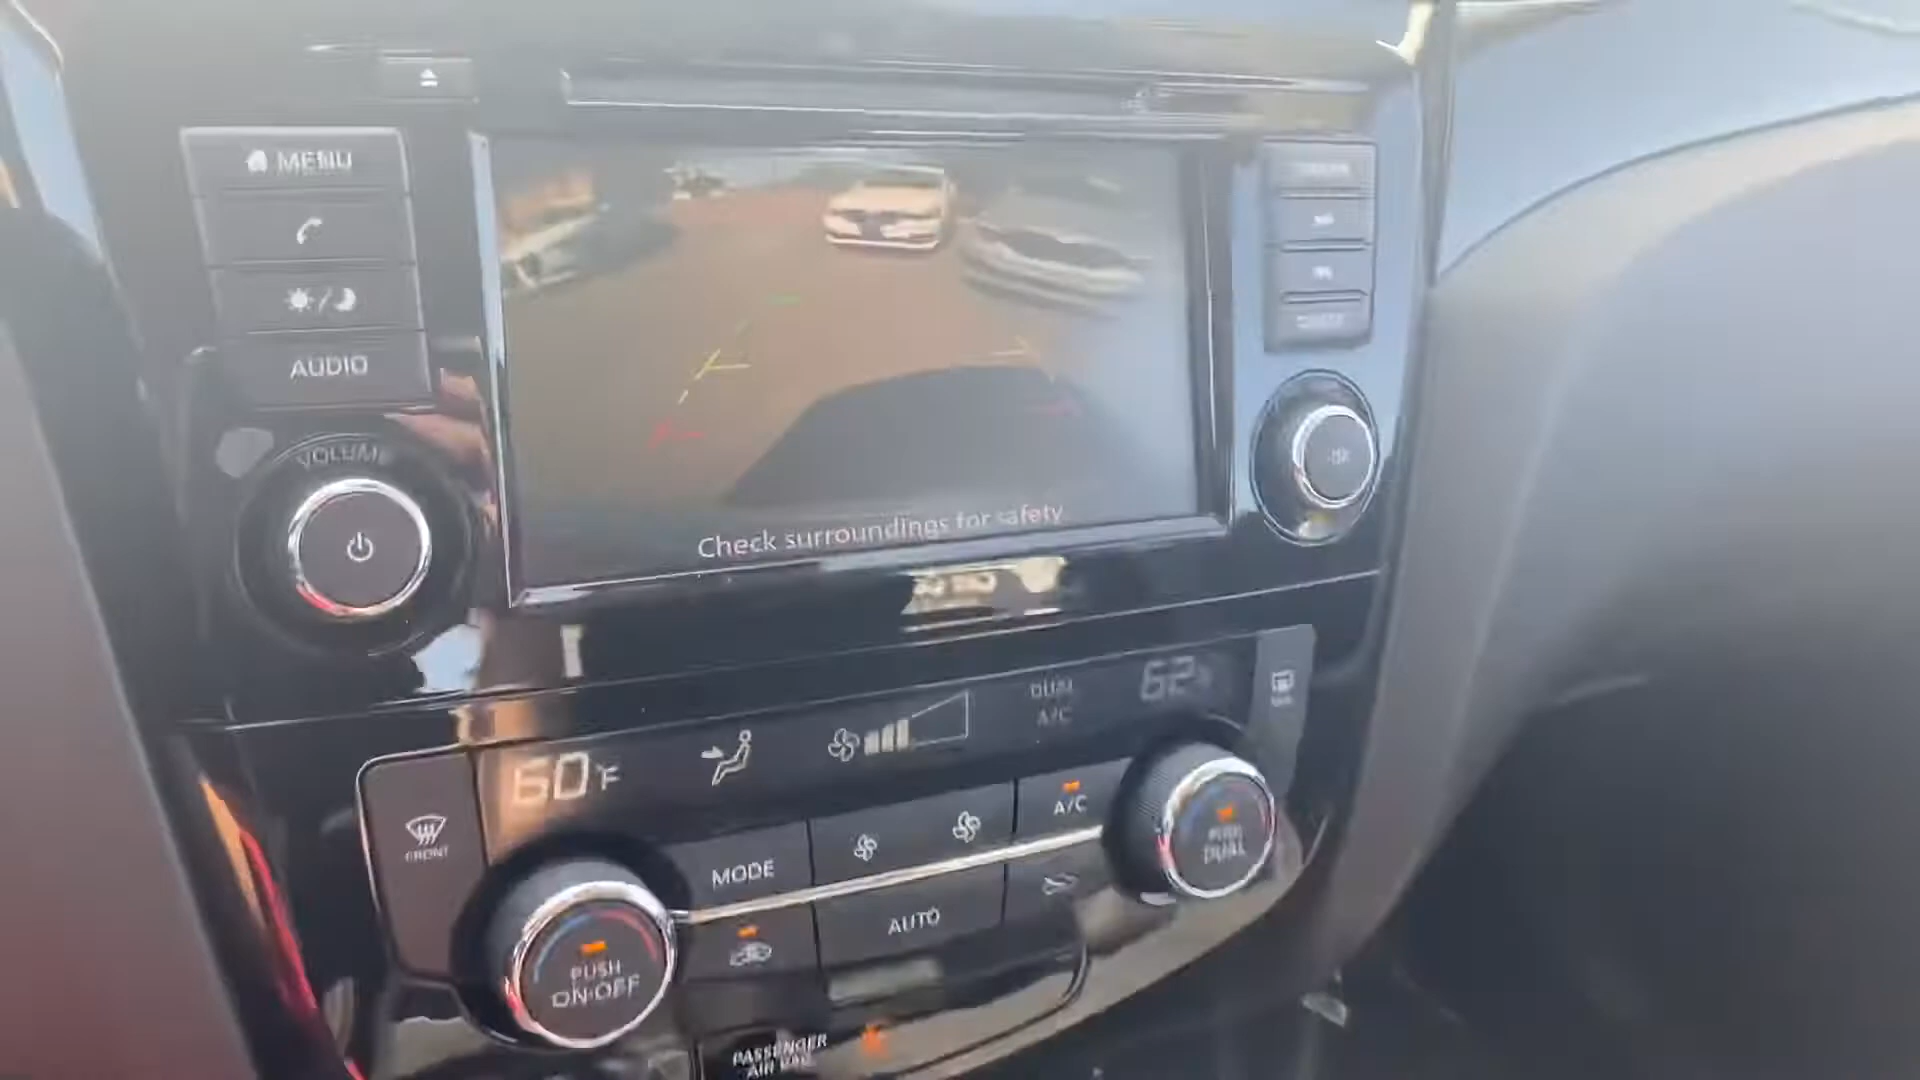 MENU
AUDIO
VOLUME
Check surroundings for safety
DUAL
A/C
62
60°F
FRONT
MODE
A/C
AUTO
PUSH
DUAL
PUSH
ON·OFF
PASSENGER
AIR BAG